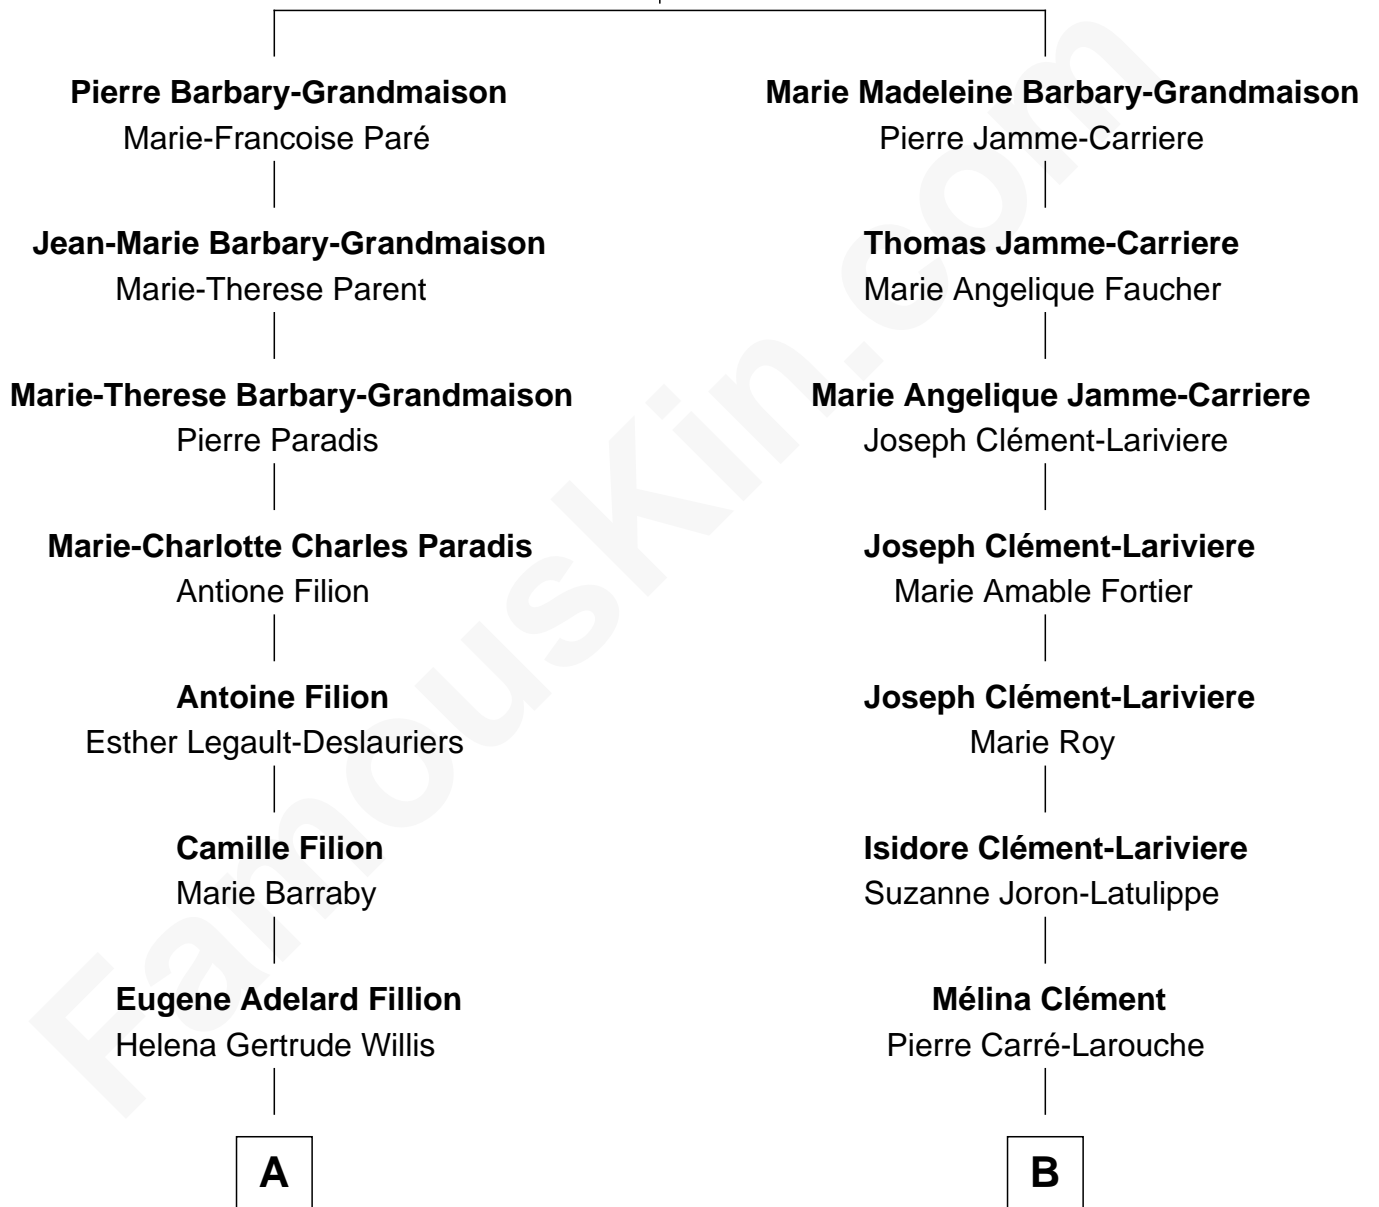 Pierre Barbary-Grandmaison
Marie-Francoise Paré
Jean-Marie Barbary-Grandmaison
Marie-Therese Parent
Marie-Therese Barbary-Grandmaison
Pierre Paradis
Marie-Charlotte Charles Paradis
Antione Filion
Antoine Filion
Esther Legault-Deslauriers
Camille Filion
Marie Barraby
Eugene Adelard Fillion
Helena Gertrude Willis
A
Marie Madeleine Barbary-Grandmaison
Pierre Jamme-Carriere
Thomas Jamme-Carriere
Marie Angelique Faucher
Marie Angelique Jamme-Carriere
Joseph Clément-Lariviere
Joseph Clément-Lariviere
Marie Amable Fortier
Joseph Clément-Lariviere
Marie Roy
Isidore Clément-Lariviere
Suzanne Joron-Latulippe
Mélina Clément
Pierre Carré-Larouche
B
FamousKin.com